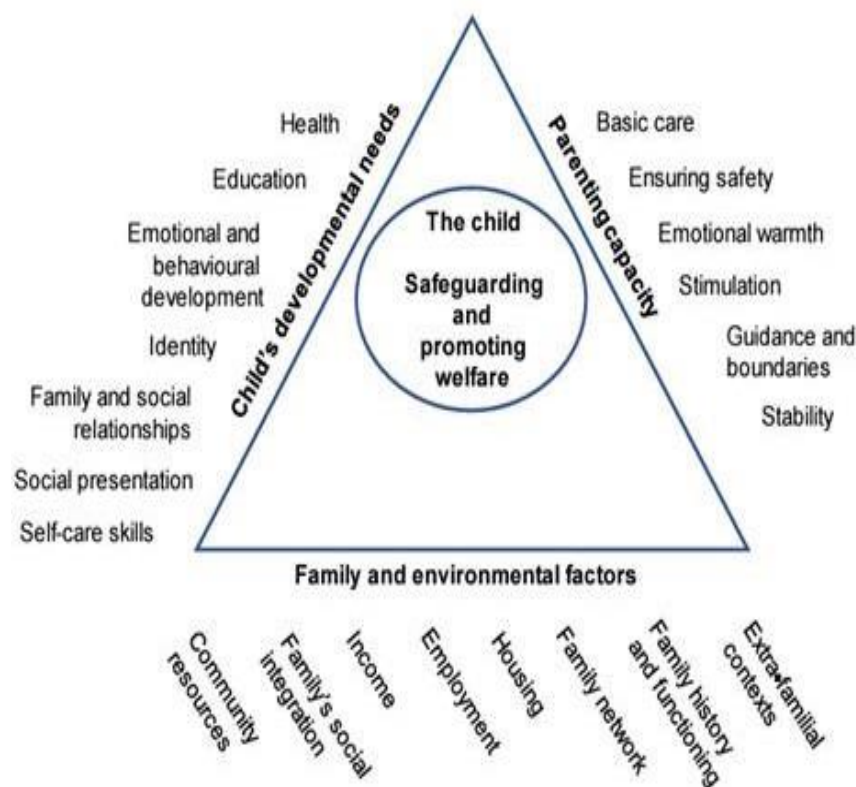 Health
Education
Emotional and
behavioural
development
Identity
Family and social
relationships
Social presentation
Self-care skills
Child's developmental needs
The child
Safeguarding
and
promoting
welfare
Parenting capacity
Basic care
Ensuring safety
Emotional warmth
Stimulation
Guidance and
boundaries
Stability
Family and environmental factors
Community
resources
Family's social
integration
Income
Employment
Housing
Family network
Family history
and functioning
Extra-familial
contexts